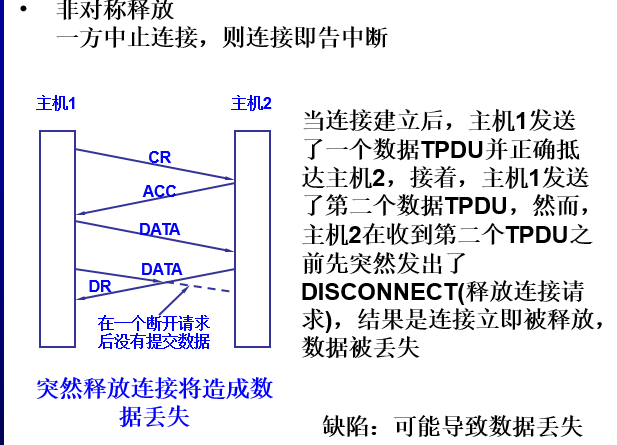 • 非对称释放
一方中止连接，则连接即告中断
主机1
主机2
CR
ACC
DATA
DATA
DR
在一个断开请求
后没有提交数据
突然释放连接将造成数
据丢失
当连接建立后，主机1发送
了一个数据TPDU并正确抵
达主机2，接着，主机1发送
了第二个数据TPDU，然而，
主机2在收到第二个TPDU之
前先突然发出了
DISCONNECT(释放连接请
求)，结果是连接立即被释放，
数据被丢失
缺陷：可能导致数据丢失